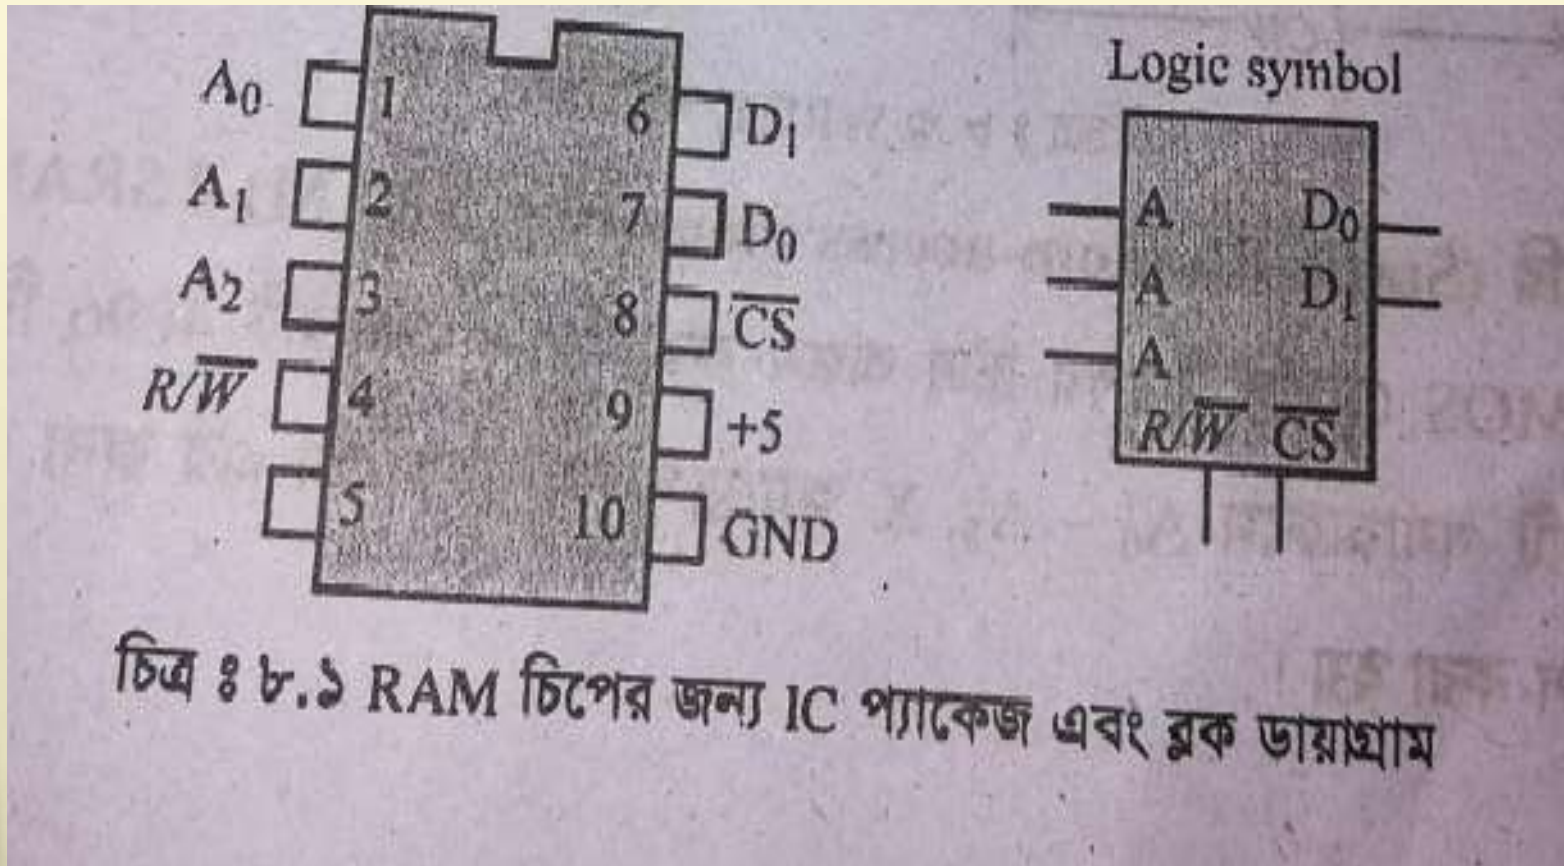 Logic symbol
A0 1 6 D1
A1 2 7 D0
A2 3 8 C̅S̅
R/W̅ 4 9 +5
5 10 GND
A D0
A D1
A
R/W̅ C̅S̅
চিত্র ঃ ৮.১ RAM চিপের জন্য IC প্যাকেজ এবং ব্লক ডায়াগ্রাম